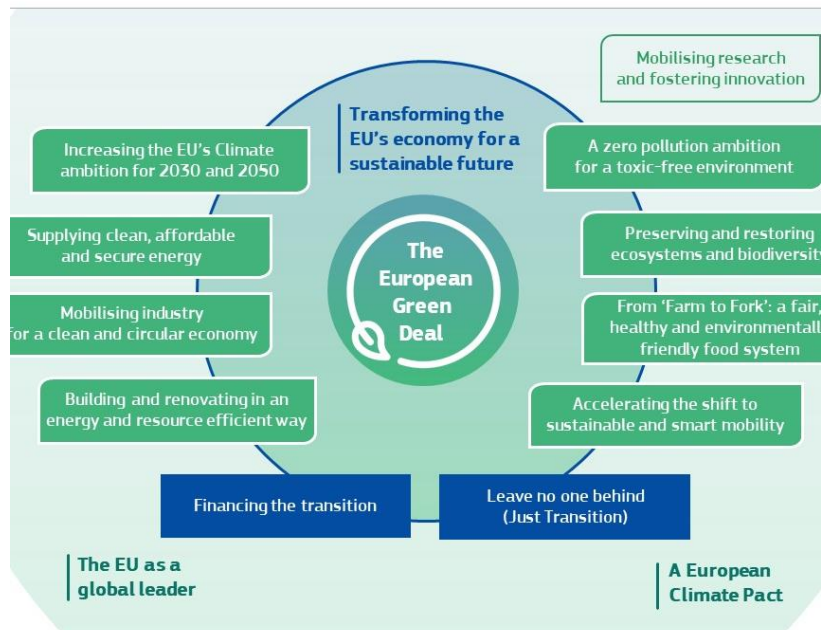 Mobilising research
and fostering innovation
Transforming the
EU's economy for a
sustainable future
Increasing the EU's Climate
ambition for 2030 and 2050
A zero pollution ambition
for a toxic-free environment
Supplying clean, affordable
and secure energy
Preserving and restoring
ecosystems and biodiversity
The
European
Green
Deal
Mobilising industry
for a clean and circular economy
From 'Farm to Fork': a fair,
healthy and environmentall
friendly food system
Building and renovating in an
energy and resource efficient way
Accelerating the shift to
sustainable and smart mobility
Financing the transition
Leave no one behind
(Just Transition)
The EU as a
global leader
A European
Climate Pact